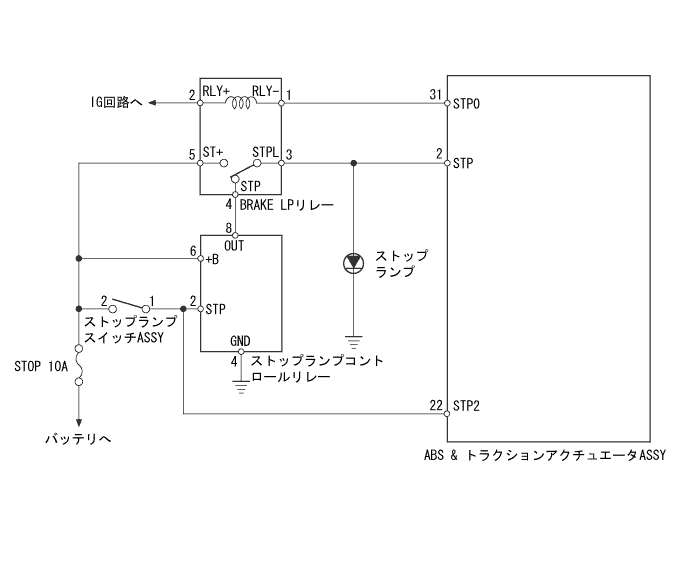 2 RLY+ RLY- 1
IG回路へ
31 STPO
5 ST+ STPL 3
2 STP
STP
4 BRAKE LPリレー
8
OUT
6 +B
ストップ
ランプ
2 1
2 STP
ストップランプ
スイッチASSY
GND
4
ストップランプコント
ロールリレー
STOP 10A
22 STP2
バッテリへ
ABS & トラクションアクチュエータASSY